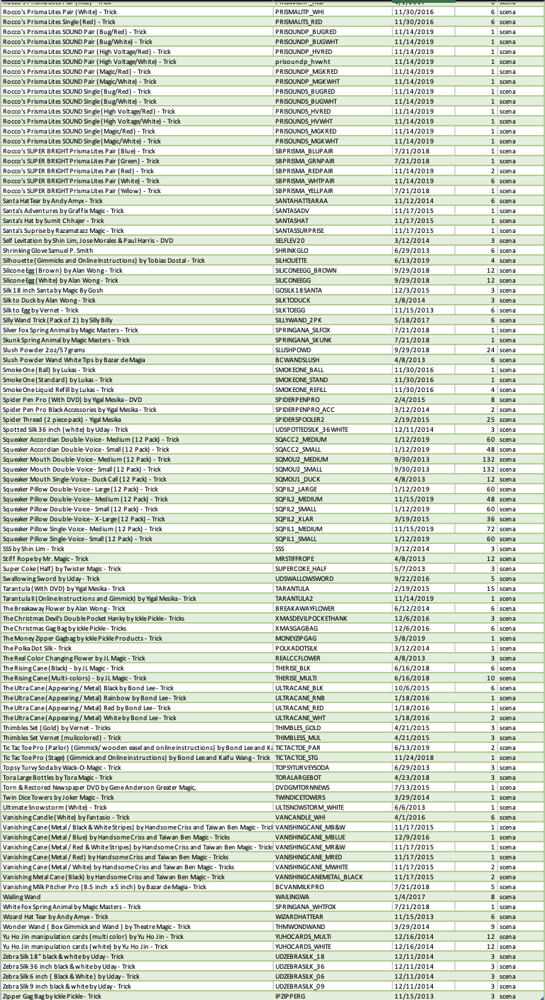 Rocco's Prisma Lites Pair (White) - Trick PRISMALITP_WHI 11/30/2016 6 scena
Rocco's Prisma Lites Single (Red) - Trick PRISMALITS_RED 11/30/2016 6 scena
Rocco's Prisma Lites SOUND Pair (Bug/Red) - Trick PRISOUNDP_BUGRED 11/14/2019 1 scena
Rocco's Prisma Lites SOUND Pair (Bug/White) - Trick PRISOUNDP_BUGWHT 11/14/2019 1 scena
Rocco's Prisma Lites SOUND Pair (High Voltage/Red) - Trick PRISOUNDP_HVRED 11/14/2019 1 scena
Rocco's Prisma Lites SOUND Pair (High Voltage/White) - Trick prisoundp_hvwht 11/14/2019 1 scena
Rocco's Prisma Lites SOUND Pair (Magic/Red) - Trick PRISOUNDP_MGKRED 11/14/2019 1 scena
Rocco's Prisma Lites SOUND Pair (Magic/White) - Trick PRISOUNDP_MGKWHT 11/14/2019 1 scena
Rocco's Prisma Lites SOUND Single (Bug/Red) - Trick PRISOUNDS_BUGRED 11/14/2019 1 scena
Rocco's Prisma Lites SOUND Single (Bug/White) - Trick PRISOUNDS_BUGWHT 11/14/2019 1 scena
Rocco's Prisma Lites SOUND Single (High Voltage/Red) - Trick PRISOUNDS_HVRED 11/14/2019 1 scena
Rocco's Prisma Lites SOUND Single (High Voltage/White) - Trick PRISOUNDS_HVWHT 11/14/2019 1 scena
Rocco's Prisma Lites SOUND Single (Magic/Red) - Trick PRISOUNDS_MGKRED 11/14/2019 1 scena
Rocco's Prisma Lites SOUND Single (Magic/White) - Trick PRISOUNDS_MGKWHT 11/14/2019 1 scena
Rocco's SUPER BRIGHT Prisma Lites Pair (Blue) - Trick SBPRISMA_BLUPAIR 7/21/2018 1 scena
Rocco's SUPER BRIGHT Prisma Lites Pair (Green) - Trick SBPRISMA_GRNPAIR 7/21/2018 1 scena
Rocco's SUPER BRIGHT Prisma Lites Pair (Red) - Trick SBPRISMA_REDPAIR 11/14/2019 2 scena
Rocco's SUPER BRIGHT Prisma Lites Pair (White) - Trick SBPRISMA_WHTPAIR 11/14/2019 6 scena
Rocco's SUPER BRIGHT Prisma Lites Pair (Yellow) - Trick SBPRISMA_YELLPAIR 7/21/2018 1 scena
Santa Hat Tear by Andy Amyx - Trick SANTAHATTEARAA 11/12/2014 6 scena
Santa's Adventures by Graffix Magic - Trick SANTASADV 11/17/2015 1 scena
Santa's Hat by Sumit Chhajer - Trick SANTASHAT 11/17/2015 1 scena
Santa's Suprise by Razamatazz Magic - Trick SANTASSURPRISE 11/17/2015 1 scena
Self Levitation by Shin Lim, Jose Morales & Paul Harris - DVD SELFLEV20 3/12/2014 3 scena
Shrinking Glove Samuel P. Smith SHRINKGLO 6/29/2013 6 scena
Silhouette (Gimmicks and Online Instructions) by Tobias Dostal - Trick SILHOUETTE 6/13/2019 4 scena
Silicone Egg (Brown) by Alan Wong - Trick SILICONEEGG_BROWN 9/29/2018 12 scena
Silicone Egg (White) by Alan Wong - Trick SILICONEEGG 9/29/2018 12 scena
Silk 18 inch Santa by Magic By Gosh GOSILK18SANTA 12/3/2015 3 scena
Silk to Duck by Alan Wong - Trick SILKTODUCK 1/8/2014 3 scena
Silk to Egg by Vernet - Trick SILKTOEGG 11/15/2013 6 scena
Silly Wand Trick (Pack of 2) by Silly Billy SILLYWAND_2PK 5/18/2017 6 scena
Silver Fox Spring Animal by Magic Masters - Trick SPRINGANA_SILFOX 7/21/2018 1 scena
Skunk Spring Animal by Magic Masters - Trick SPRINGANA_SKUNK 7/21/2018 1 scena
Slush Powder 2oz/57grams SLUSHPOWD 9/29/2018 24 scena
Slush Powder Wand White Tips by Bazar de Magia BCWANDSLUSH 4/8/2013 6 scena
Smoke One (Ball) by Lukas - Trick SMOKEONE_BALL 11/30/2016 1 scena
Smoke One (Standard) by Lukas - Trick SMOKEONE_STAND 11/30/2016 1 scena
Smoke One Liquid Refill by Lukas - Trick SMOKEONE_REFILL 11/30/2016 4 scena
Spider Pen Pro (With DVD) by Yigal Mesika - DVD SPIDERPENPRO 2/4/2015 8 scena
Spider Pen Pro Black Accessories by Yigal Mesika - Trick SPIDERPENPRO_ACC 3/12/2014 2 scena
Spider Thread (2 piece pack) - Yigal Mesika SPIDERSPOOLER2 2/19/2015 25 scena
Spotted Silk 36 inch (white) by Uday - Trick UDSPOTTEDSILK_36WHITE 12/11/2014 3 scena
Squeaker Accordian Double-Voice - Medium (12 Pack) - Trick SQACC2_MEDIUM 1/12/2019 60 scena
Squeaker Accordian Double-Voice - Small (12 Pack) - Trick SQACC2_SMALL 1/12/2019 48 scena
Squeaker Mouth Double-Voice - Medium (12 Pack) - Trick SQMOU2_MEDIUM 9/30/2013 132 scena
Squeaker Mouth Double-Voice - Small (12 Pack) - Trick SQMOU2_SMALL 9/30/2013 132 scena
Squeaker Mouth Single-Voice - Duck Call (12 Pack) - Trick SQMOU1_DUCK 4/8/2013 12 scena
Squeaker Pillow Double-Voice - Large (12 Pack) - Trick SQPIL2_LARGE 1/12/2019 60 scena
Squeaker Pillow Double-Voice - Medium (12 Pack) - Trick SQPIL2_MEDIUM 11/15/2019 48 scena
Squeaker Pillow Double-Voice - Small (12 Pack) - Trick SQPIL2_SMALL 1/12/2019 60 scena
Squeaker Pillow Double-Voice - X-Large (12 Pack) - Trick SQPIL2_XLAR 3/19/2015 36 scena
Squeaker Pillow Single-Voice - Medium (12 Pack) - Trick SQPIL1_MEDIUM 11/15/2019 72 scena
Squeaker Pillow Single-Voice - Small (12 Pack) - Trick SQPIL1_SMALL 1/12/2019 60 scena
SSS by Shin Lim - Trick SSS 3/12/2014 3 scena
Stiff Rope by Mr. Magic - Trick MRSTIFFROPE 4/8/2013 12 scena
Super Coke (Half) by Twister Magic - Trick SUPERCOKE_HALF 5/7/2013 3 scena
Swallowing Sword by Uday - Trick UDSWALLOWSWORD 9/22/2016 5 scena
Tarantula (With DVD) by Yigal Mesika - Trick TARANTULA 2/19/2015 15 scena
Tarantula II (Online Instructions and Gimmick) by Yigal Mesika - Trick TARANTULA2 11/14/2019 1 scena
The Breakaway Flower by Alan Wong - Trick BREAKAWAYFLOWER 6/12/2014 6 scena
The Christmas Devil's Double Pocket Hanky by Ickle Pickle - Tricks XMASDEVILPOCKETHANK 12/6/2016 3 scena
The Christmas Gag Bag by Ickle Pickle - Tricks XMASGAGBAG 12/6/2016 6 scena
The Money Zipper Gagbag by Ickle Pickle Products - Trick MONEYZIPGAG 5/8/2019 1 scena
The Polka Dot Silk - Trick POLKADOTSILK 3/12/2014 1 scena
The Real Color Changing Flower by JL Magic - Trick REALCCFLOWER 4/8/2013 3 scena
The Rising Cane (Black) - by JL Magic - Trick THERISE_BLK 6/16/2018 6 scena
The Rising Cane (Multi-colors) - by JL Magic - Trick THERISE_MULTI 6/16/2018 10 scena
The Ultra Cane (Appearing / Metal) Black by Bond Lee - Trick ULTRACANE_BLK 10/6/2015 6 scena
The Ultra Cane (Appearing / Metal) Rainbow by Bond Lee - Trick ULTRACANE_RNB 1/18/2016 1 scena
The Ultra Cane (Appearing / Metal) Red by Bond Lee - Trick ULTRACANE_RED 1/18/2016 1 scena
The Ultra Cane (Appearing / Metal) White by Bond Lee - Trick ULTRACANE_WHT 1/18/2016 2 scena
Thimbles Set (Gold) by Vernet - Tricks THIMBLES_GOLD 4/21/2015 3 scena
Thimbles Set Vernet (mulicolored) - Trick THIMBLESS_MUL 4/21/2015 3 scena
Tic Tac Toe Pro (Parlor) (Gimmick/ wooden easel and online instructions) by Bond Lee and Ka TICTACTOE_PAR 6/13/2019 2 scena
Tic Tac Toe Pro (Stage) (Gimmick and Online instructions) by Bond Lee and Kaifu Wang - Trick TICTACTOE_STG 11/24/2018 1 scena
Topsy Turvy Soda by Wack-O-Magic - Trick TOPSYTURVEYSODA 6/29/2013 3 scena
Tora Large Bottles by Tora Magic - Trick TORALARGEBOT 4/23/2018 3 scena
Torn & Restored Newspaper DVD by Gene Anderson Greater Magic, DVDGMTORNNEWS 7/13/2015 1 scena
Twin Dice Towers by Joker Magic - Trick TWINDICETOWERS 3/29/2014 1 scena
Ultimate Snowstorm (White) - Trick ULTISNOWSTORM_WHITE 6/6/2013 1 scena
Vanishing Candle (White) by Fantasio - Trick VANCANDLE_WHI 4/1/2016 6 scena
Vanishing Cane (Metal / Black & White Stripes) by Handsome Criss and Taiwan Ben Magic - Trick VANISHINGCANE_MB&W 11/17/2015 1 scena
Vanishing Cane (Metal / Blue) by Handsome Criss and Taiwan Ben Magic - Tricks VANISHINGCANE_MBLUE 12/9/2016 1 scena
Vanishing Cane (Metal / Red & White Stripes) by Handsome Criss and Taiwan Ben Magic - Tricks VANISHINGCANE_MR&W 11/17/2015 1 scena
Vanishing Cane (Metal / Red) by Handsome Criss and Taiwan Ben Magic - Tricks VANISHINGCANE_MRED 11/17/2015 1 scena
Vanishing Cane (Metal / White) by Handsome Criss and Taiwan Ben Magic - Tricks VANISHINGCANE_MWHITE 11/17/2015 2 scena
Vanishing Metal Cane (Black) by Handsome Criss and Taiwan Ben Magic - Trick VANISHINGCANEMETAL_BLACK 11/17/2015 2 scena
Vanishing Milk Pitcher Pro (8.5 inch x 5 inch) by Bazar de Magia - Trick BCVANMILKPRO 7/21/2018 5 scena
Wailing Wand WAILINGWA 1/4/2017 8 scena
White Fox Spring Animal by Magic Masters - Trick SPRINGANA_WHTFOX 7/21/2018 1 scena
Wizard Hat Tear by Andy Amyx - Trick WIZARDHATTEAR 11/15/2013 6 scena
Wonder Wand ( Box Gimmick and Wand ) by Theatre Magic - Trick THMWONDWAND 3/29/2014 9 scena
Yu Ho Jin manipulation cards (multi color) by Yu Ho Jin - Trick YUHOCARDS_MULTI 12/16/2014 12 scena
Yu Ho Jin manipulation cards (white) by Yu Ho Jin - Trick YUHOCARDS_WHITE 12/16/2014 12 scena
Zebra Silk 18" black & white by Uday - Trick UDZEBRASILK_18 12/11/2014 3 scena
Zebra Silk 36 inch black & white by Uday - Trick UDZEBRASILK_36 12/11/2014 3 scena
Zebra Silk 6 inch ( Black & White) by Uday - Trick UDZEBRASILK_06 12/11/2014 3 scena
Zebra Silk 9 inch black & white by Uday - Trick UDZEBRASILK_09 12/11/2014 3 scena
Zipper Gag Bag by Ickle Pickle - Trick IPZIPPERG 11/15/2013 3 scena